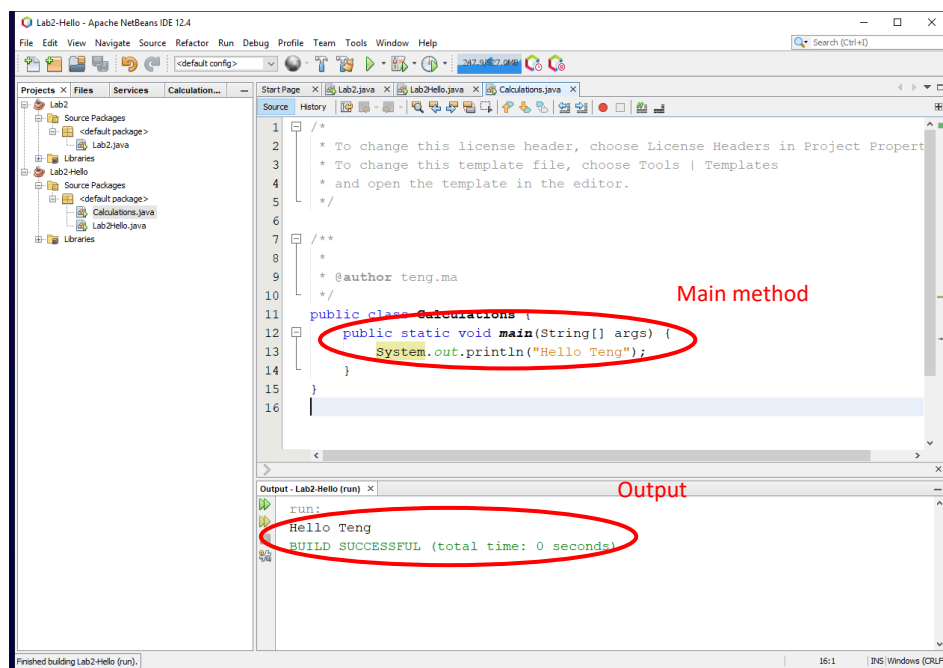 Lab2-Hello - Apache NetBeans IDE 12.4
File Edit View Navigate Source Refactor Run Debug Profile Team Tools Window Help
Search (Ctrl+I)
<default config>
Projects Files Services Calculation...
Start Page Lab2.java Lab2Hello.java Calculations.java
Source History
Lab2
Source Packages
<default package>
Lab2.java
Libraries
Lab2-Hello
Source Packages
<default package>
Calculations.java
Lab2Hello.java
Libraries
1 /*
2 * To change this license header, choose License Headers in Project Propert
3 * To change this template file, choose Tools | Templates
4 * and open the template in the editor.
5 */
6
7 /**
8 *
9 * @author teng.ma
10 */
Main method
11 public class Calculations {
12 public static void main(String[] args) {
13 System.out.println("Hello Teng");
14 }
15 }
16
Output - Lab2-Hello (run)
Output
run:
Hello Teng
BUILD SUCCESSFUL (total time: 0 seconds)
Finished building Lab2-Hello (run).
16:1 INS Windows (CRLF